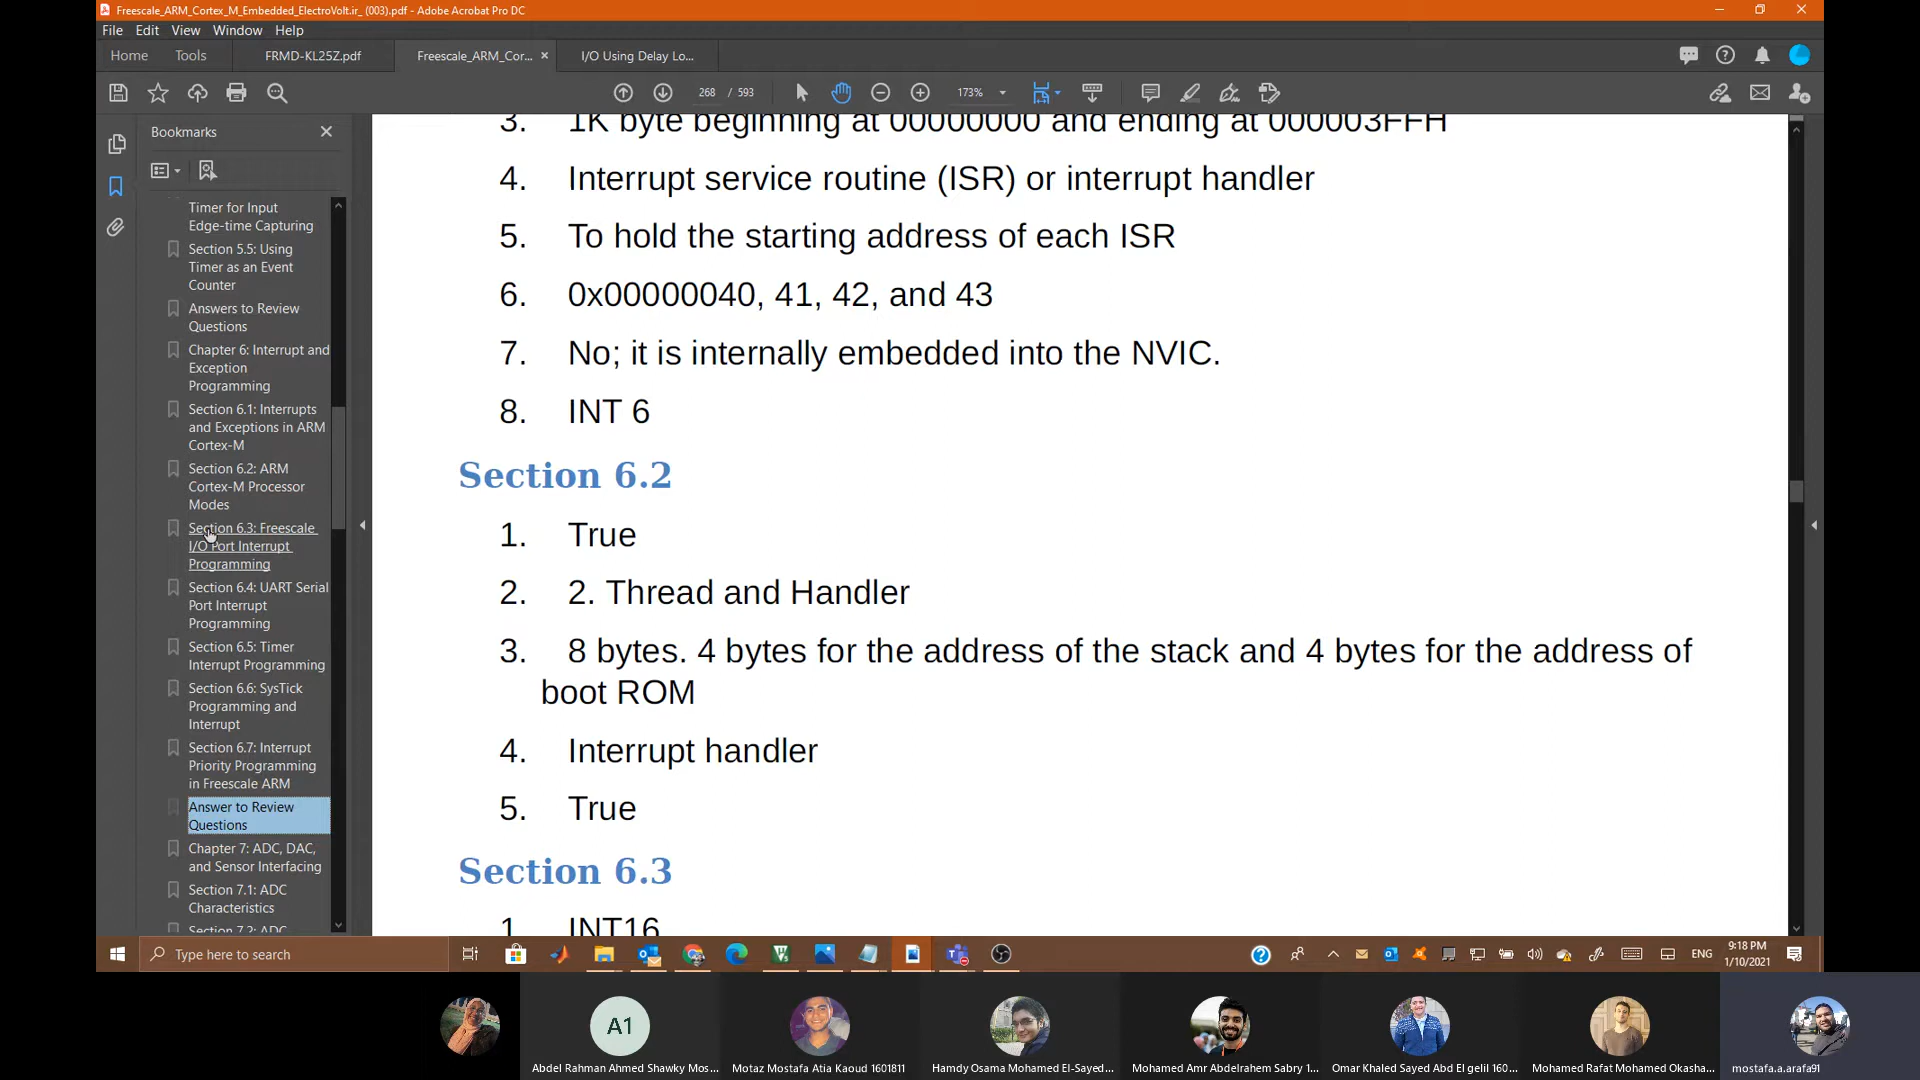 Freescale_ARM_Cortex_M_Embedded_ElectroVolt.ir_ (003).pdf - Adobe Acrobat Pro DC
File Edit View Window Help
Home Tools FRMD-KL25Z.pdf Freescale_ARM_Cor... I/O Using Delay Lo...
268 / 593 173%
Bookmarks
Timer for Input
Edge-time Capturing
Section 5.5: Using
Timer as an Event
Counter
Answers to Review
Questions
Chapter 6: Interrupt and
Exception
Programming
Section 6.1: Interrupts
and Exceptions in ARM
Cortex-M
Section 6.2: ARM
Cortex-M Processor
Modes
Section 6.3: Freescale
I/O Port Interrupt
Programming
Section 6.4: UART Serial
Port Interrupt
Programming
Section 6.5: Timer
Interrupt Programming
Section 6.6: SysTick
Programming and
Interrupt
Section 6.7: Interrupt
Priority Programming
in Freescale ARM
Answer to Review
Questions
Chapter 7: ADC, DAC,
and Sensor Interfacing
Section 7.1: ADC
Characteristics
Section 7.2: ADC
3. 1K byte beginning at 00000000 and ending at 000003FFH
4. Interrupt service routine (ISR) or interrupt handler
5. To hold the starting address of each ISR
6. 0x00000040, 41, 42, and 43
7. No; it is internally embedded into the NVIC.
8. INT 6
Section 6.2
1. True
2. 2. Thread and Handler
3. 8 bytes. 4 bytes for the address of the stack and 4 bytes for the address of
boot ROM
4. Interrupt handler
5. True
Section 6.3
1 INT16
Type here to search
ENG
9:18 PM
1/10/2021
A1
Abdel Rahman Ahmed Shawky Mos...
Motaz Mostafa Atia Kaoud 1601811
Hamdy Osama Mohamed El-Sayed...
Mohamed Amr Abdelrahem Sabry 1...
Omar Khaled Sayed Abd El gelil 160...
Mohamed Rafat Mohamed Okasha...
mostafa.a.arafa91